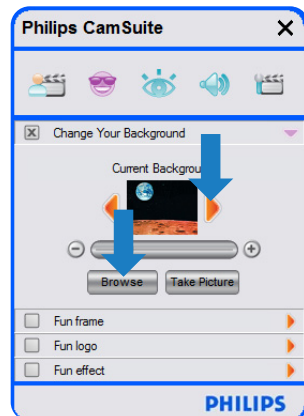 Philips CamSuite
Change Your Background
Current Backgrou
Browse Take Picture
Fun frame
Fun logo
Fun effect
PHILIPS